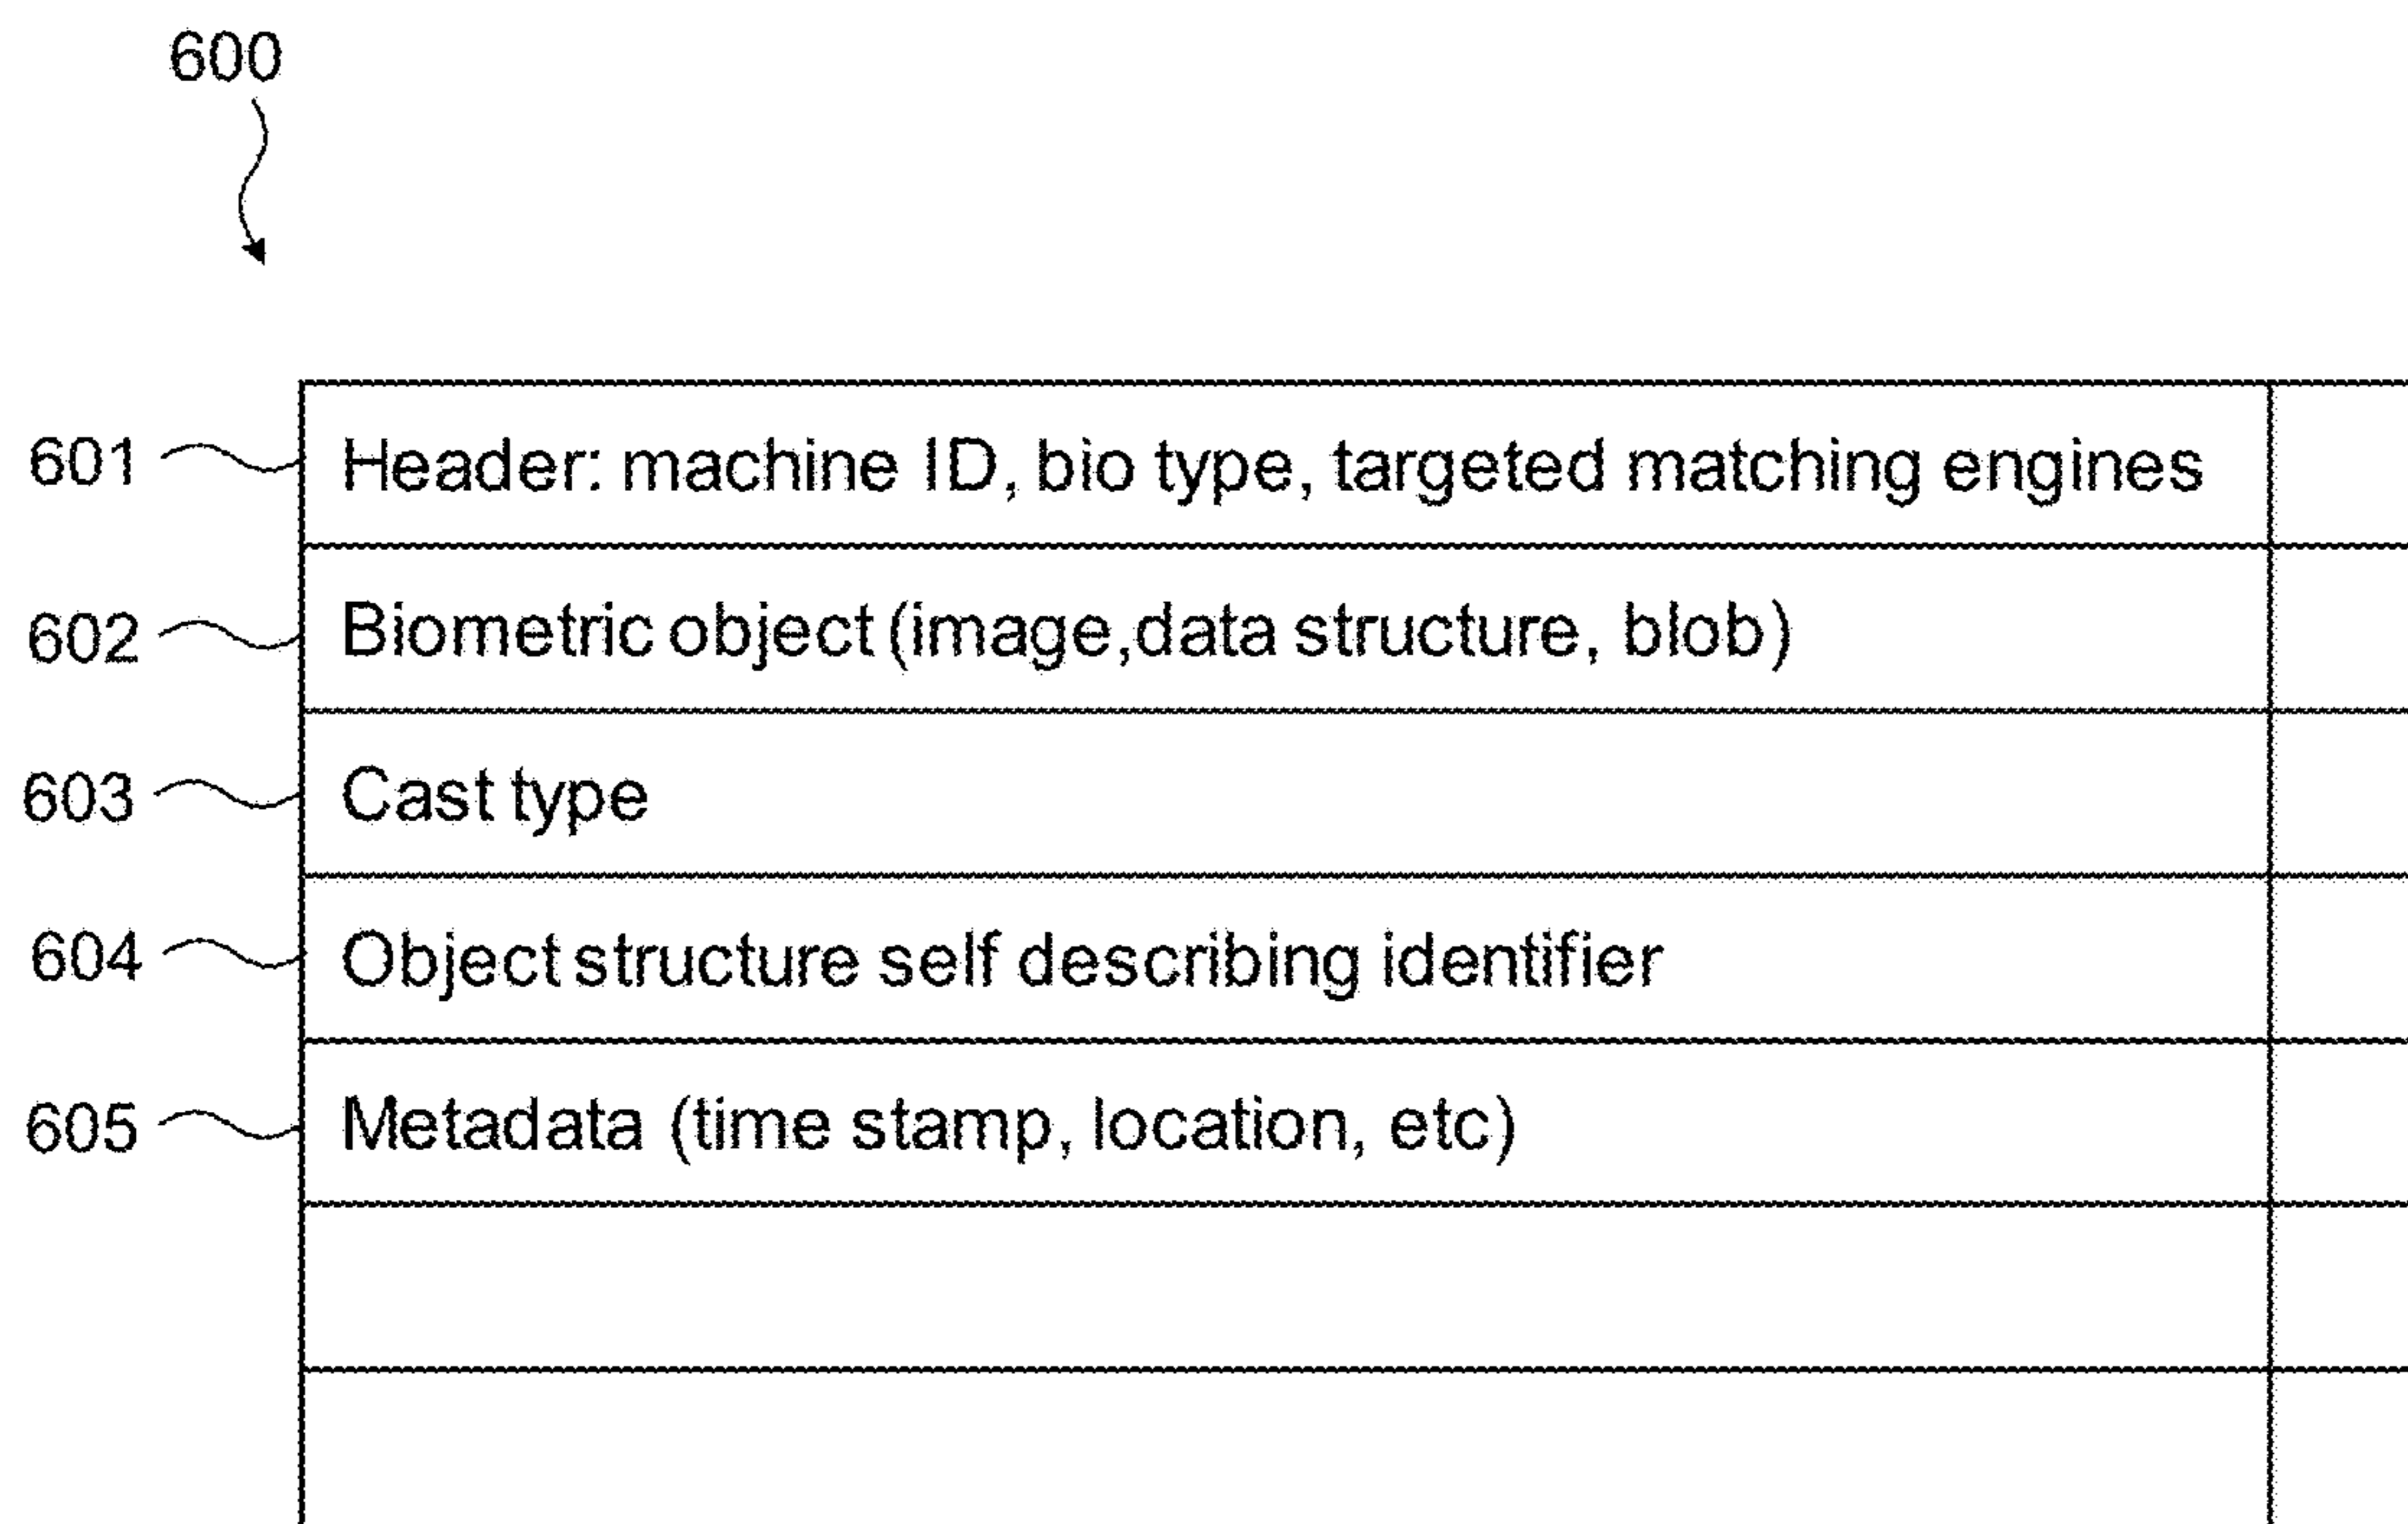 600
601 Header: machine ID, bio type, targeted matching engines
602 Biometric object (image,data structure, blob)
603 Cast type
604 Object structure self describing identifier
605 Metadata (time stamp, location, etc)